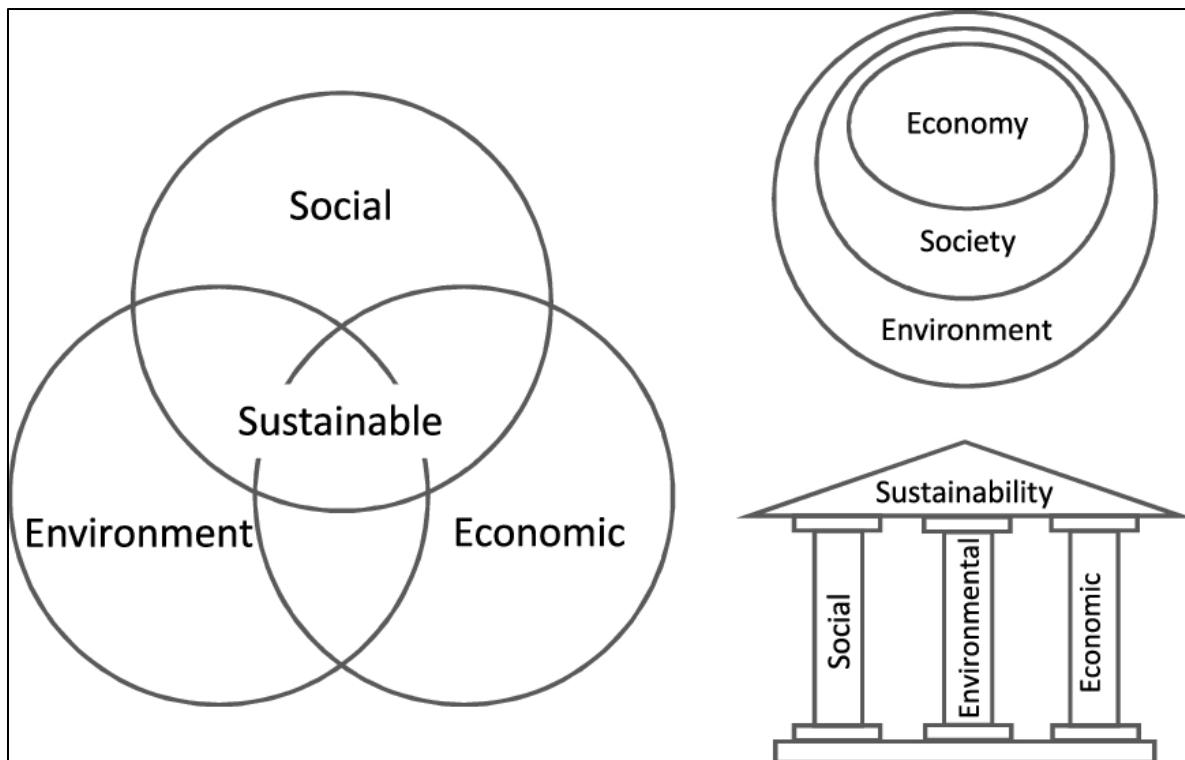 Social
Sustainable
Environment
Economic
Economy
Society
Environment
Sustainability
Social
Environmental
Economic